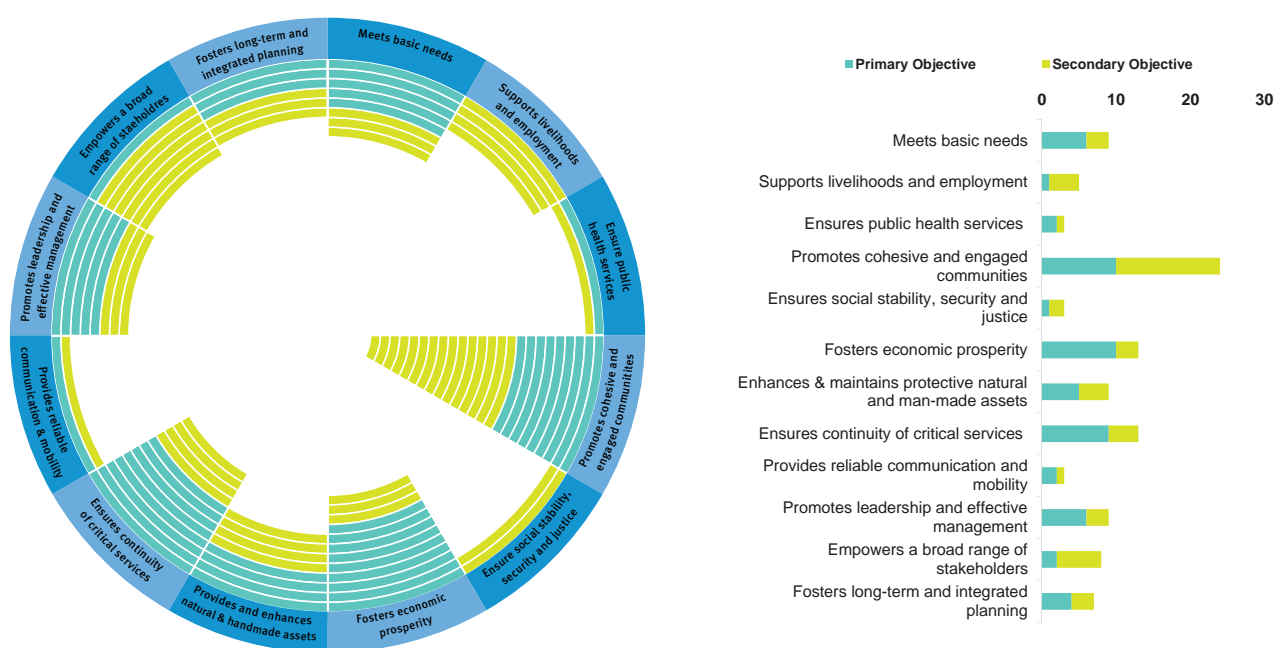 Fosters long-term and
integrated planning
Meets basic needs
Supports livelihoods
and employment
Ensure public
health services
Promotes cohesive and
engaged communitites
Ensure social stability,
security and justice
Fosters economic
prosperity
Provides and enhances
natural & handmade assets
Ensures continuity
of critical services
Provides reliable
communication & mobility
Promotes leadership and
effective management
Empowers a broad
range of staeholdres
Primary Objective
Secondary Objective
0 10 20 30
Meets basic needs
Supports livelihoods and employment
Ensures public health services
Promotes cohesive and engaged
communities
Ensures social stability, security and
justice
Fosters economic prosperity
Enhances & maintains protective natural
and man-made assets
Ensures continuity of critical services
Provides reliable communication and
mobility
Promotes leadership and effective
management
Empowers a broad range of
stakeholders
Fosters long-term and integrated
planning